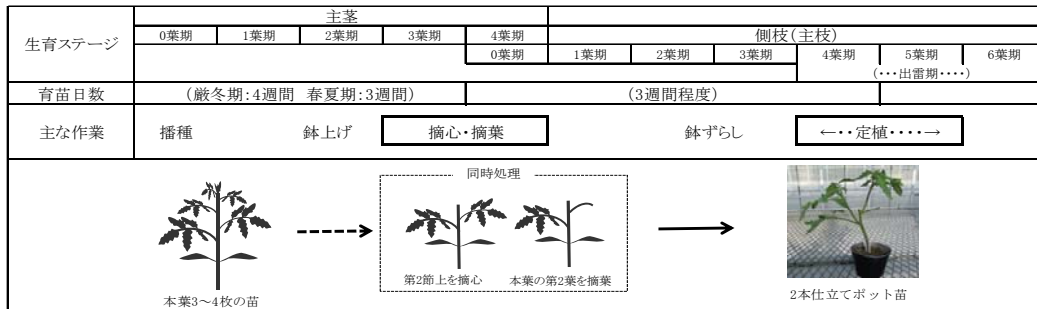 生育ステージ
主茎
0葉期 1葉期 2葉期 3葉期 4葉期
側枝(主枝)
0葉期 1葉期 2葉期 3葉期 4葉期 5葉期 6葉期
(・・・出雷期・・・・)
育苗日数 (厳冬期:4週間 春夏期:3週間) (3週間程度)
主な作業 播種 鉢上げ 摘心・摘葉 鉢ずらし ←・・定植・・・・→
同時処理
第2節上を摘心 本葉の第2葉を摘葉
本葉3～4枚の苗
2本仕立てポット苗